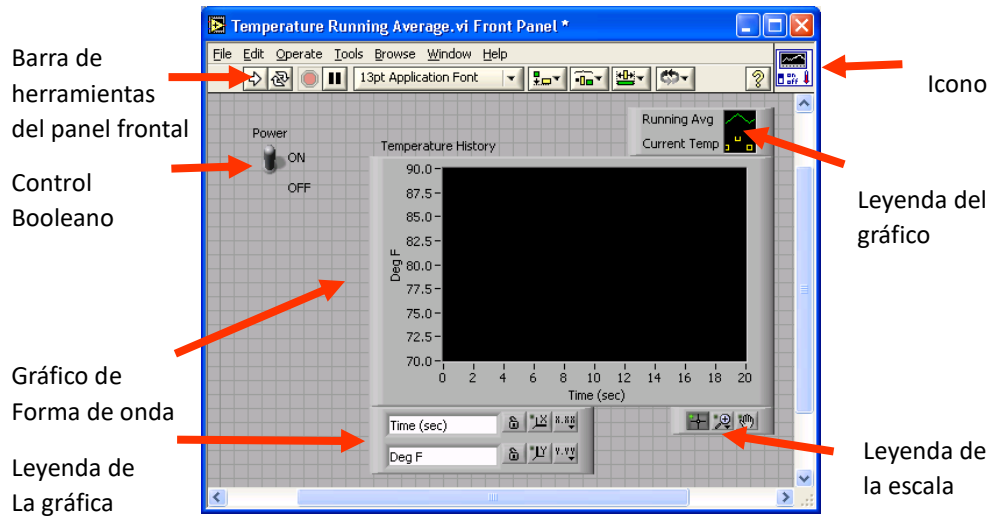 Temperature Running Average.vi Front Panel *
File Edit Operate Tools Browse Window Help
13pt Application Font
?
on
off
Barra de
herramientas
del panel frontal
Icono
Power
ON
OFF
Control
Booleano
Running Avg
Current Temp
Leyenda del
gráfico
Temperature History
90.0
87.5
85.0
82.5
80.0
77.5
75.0
72.5
70.0
Deg F
0 2 4 6 8 10 12 14 16 18 20
Time (sec)
Gráfico de
Forma de onda
Time (sec)
X
X.XX
Deg F
Y
Y.YY
Leyenda de
La gráfica
Leyenda de
la escala